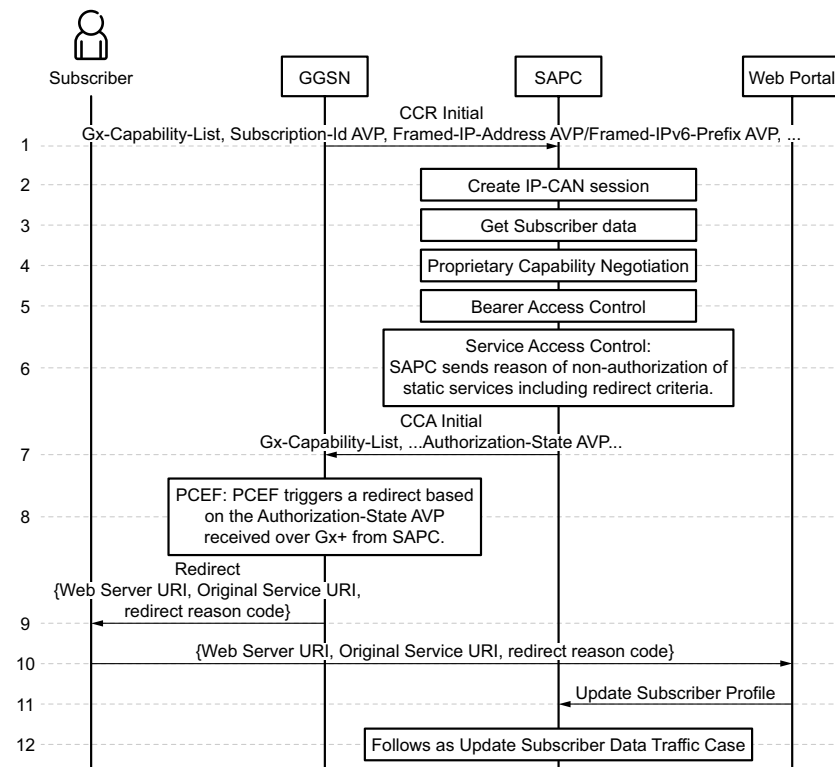 Subscriber
GGSN
SAPC
Web Portal
CCR Initial
Gx-Capability-List, Subscription-Id AVP, Framed-IP-Address AVP/Framed-IPv6-Prefix AVP, ...
1
2
Create IP-CAN session
3
Get Subscriber data
4
Proprietary Capability Negotiation
5
Bearer Access Control
Service Access Control:
6
SAPC sends reason of non-authorization of
static services including redirect criteria.
CCA Initial
Gx-Capability-List, ...Authorization-State AVP...
7
PCEF: PCEF triggers a redirect based
8
on the Authorization-State AVP
received over Gx+ from SAPC.
Redirect
{Web Server URI, Original Service URI,
redirect reason code}
9
{Web Server URI, Original Service URI, redirect reason code}
10
Update Subscriber Profile
11
12
Follows as Update Subscriber Data Traffic Case